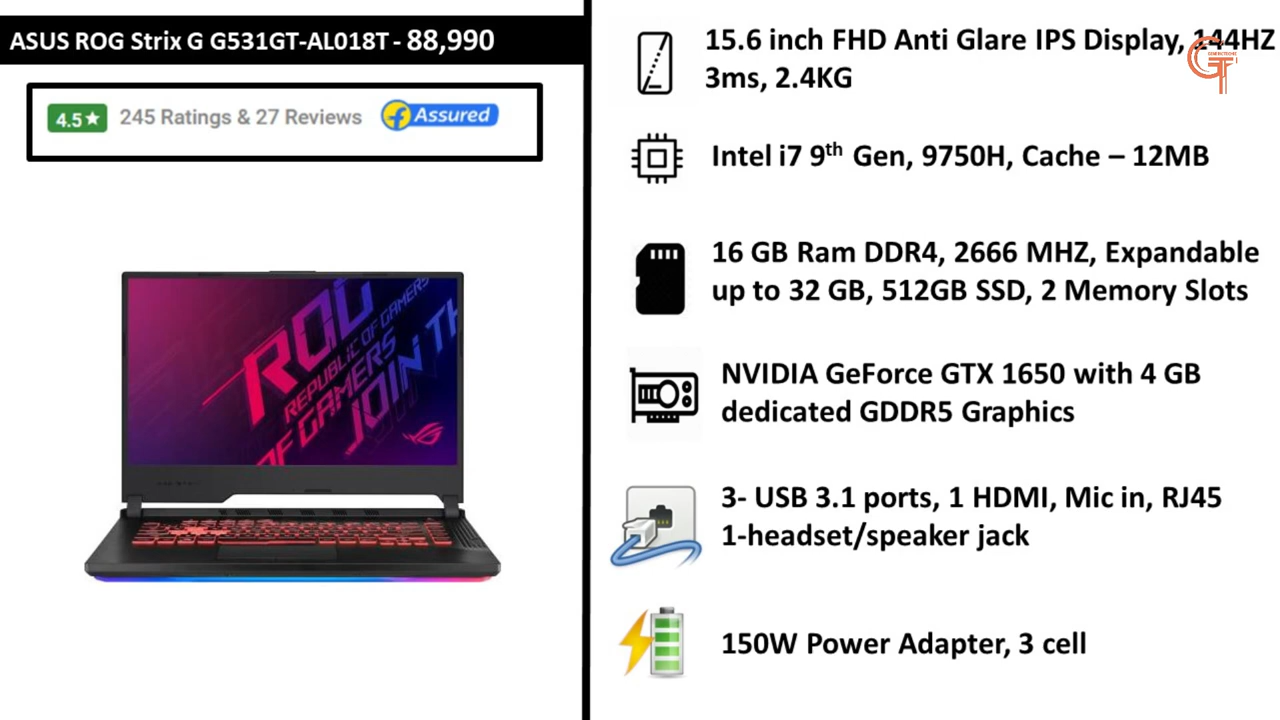 ASUS ROG Strix G G531GT-AL018T - 88,990
4.5★ 245 Ratings & 27 Reviews f Assured
ROG
REPUBLIC OF GAMERS
OF GAMERS
JOIN TH
15.6 inch FHD Anti Glare IPS Display, 144HZ
3ms, 2.4KG
GT
Intel i7 9th Gen, 9750H, Cache – 12MB
16 GB Ram DDR4, 2666 MHZ, Expandable
up to 32 GB, 512GB SSD, 2 Memory Slots
NVIDIA GeForce GTX 1650 with 4 GB
dedicated GDDR5 Graphics
3- USB 3.1 ports, 1 HDMI, Mic in, RJ45
1-headset/speaker jack
150W Power Adapter, 3 cell